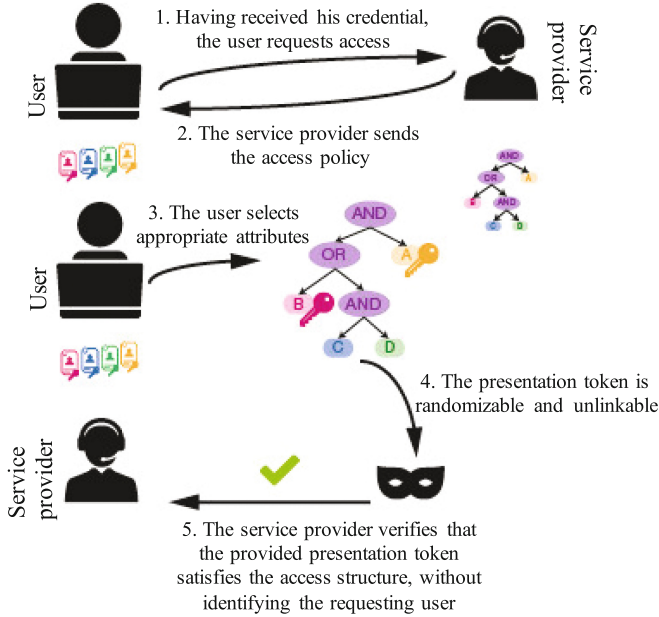 1. Having received his credential,
the user requests access
User
Service
provider
2. The service provider sends
the access policy
AND
OR
A
B
AND
C
D
3. The user selects
appropriate attributes
User
AND
OR
A
B
AND
C
D
4. The presentation token is
randomizable and unlinkable
Service
provider
5. The service provider verifies that
the provided presentation token
satisfies the access structure, without
identifying the requesting user